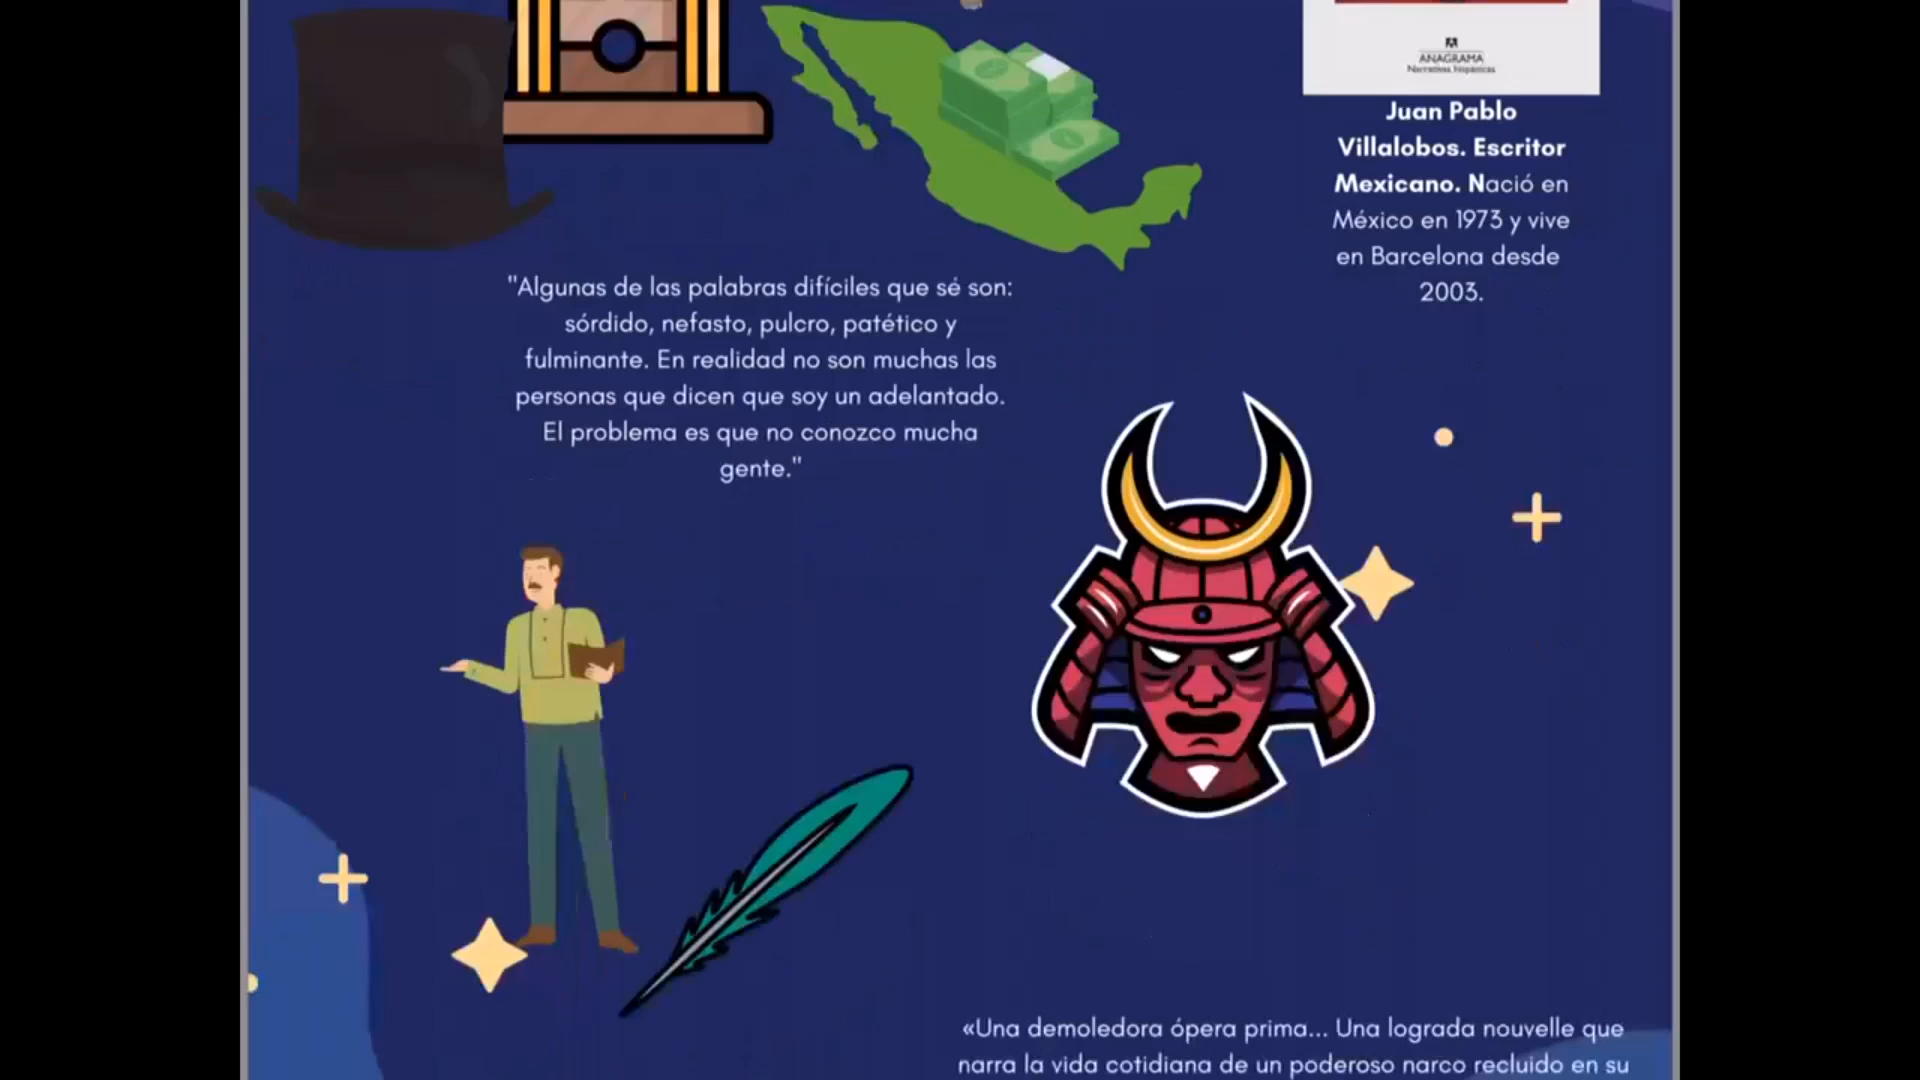 ANAGRAMA
Narrativas hispánicas
Juan Pablo
Villalobos. Escritor
Mexicano. Nació en
México en 1973 y vive
en Barcelona desde
2003.
"Algunas de las palabras difíciles que sé son:
sórdido, nefasto, pulcro, patético y
fulminante. En realidad no son muchas las
personas que dicen que soy un adelantado.
El problema es que no conozco mucha
gente."
«Una demoledora ópera prima... Una lograda nouvelle que
narra la vida cotidiana de un poderoso narco recluido en su